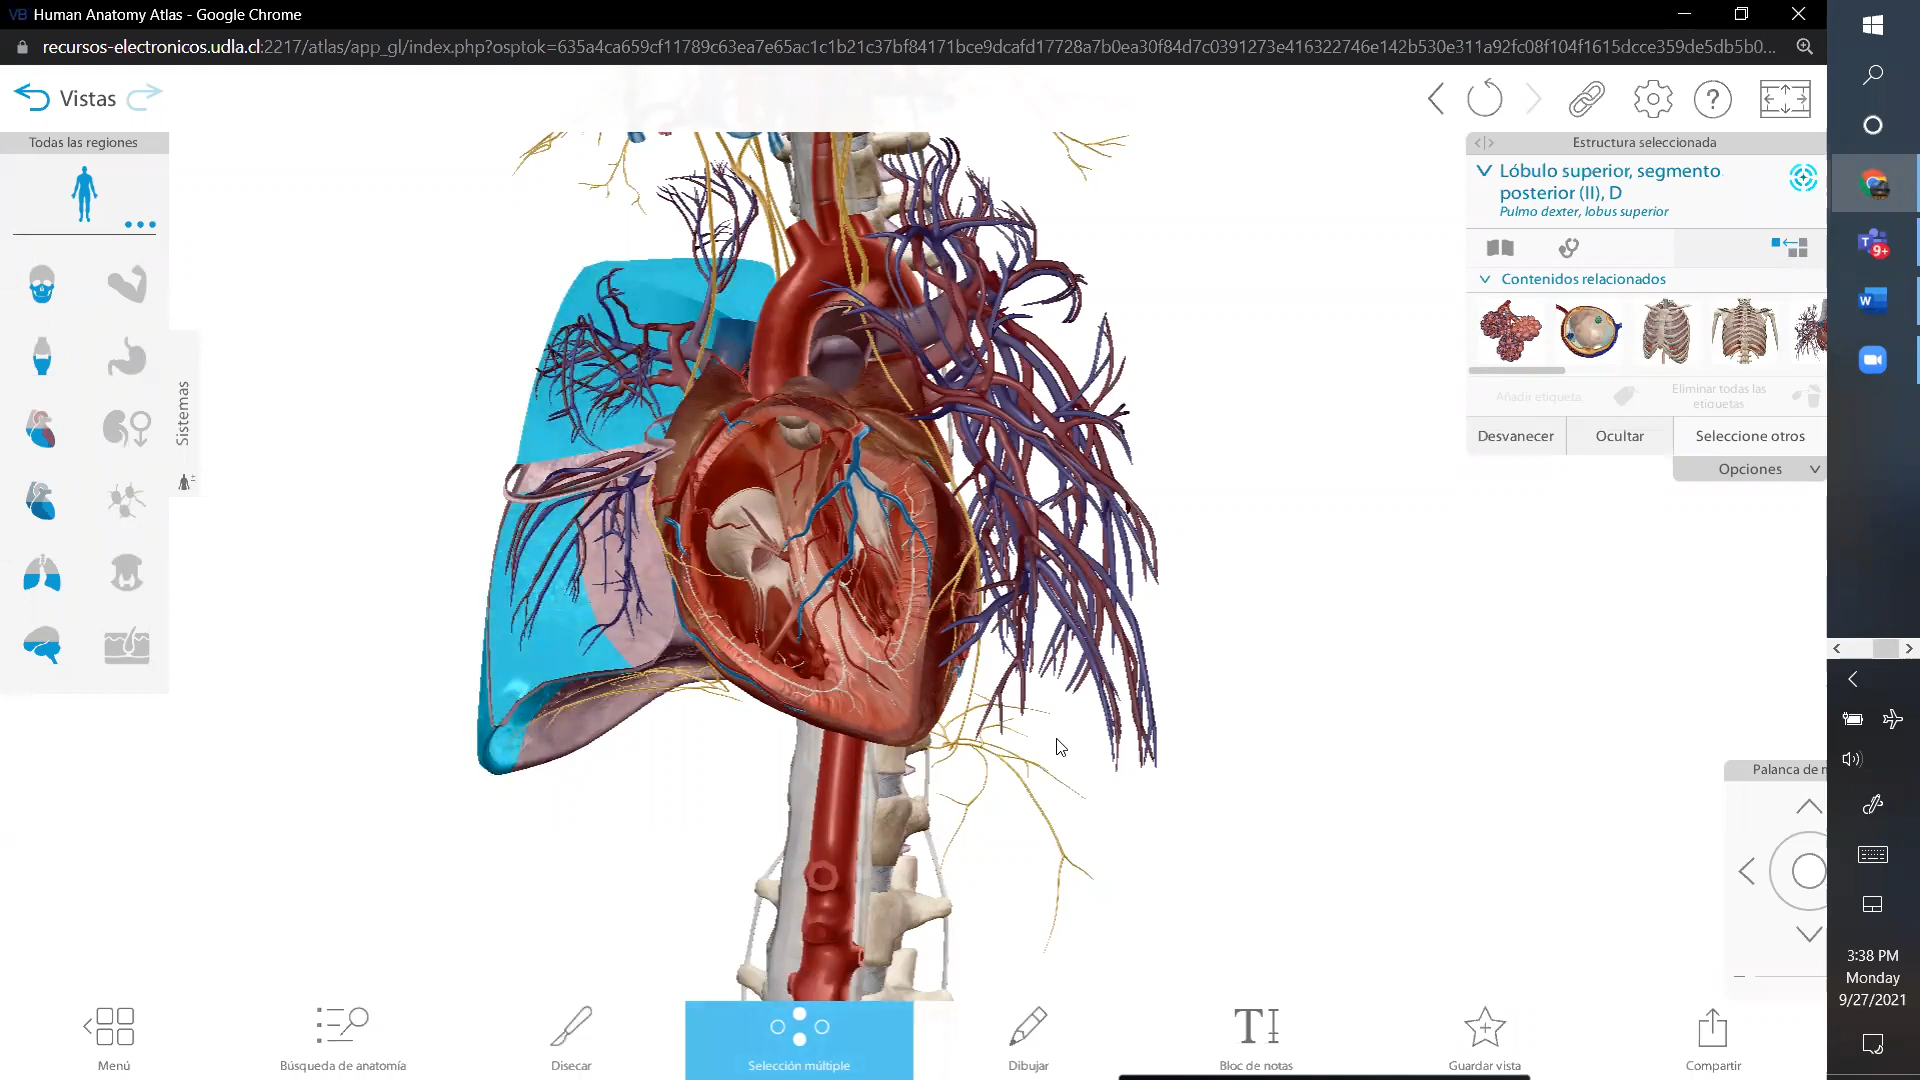 VB Human Anatomy Atlas - Google Chrome
recursos-electronicos.udla.cl:2217/atlas/app_gl/index.php?osptok=635a4ca659cf11789c63ea7e65ac1c1b21c37bf84171bce9dcafd17728a7b0ea30f84d7c0391273e416322746e142b530e311a92fc08f104f1615dcce359de5db5b0...
Vistas
Todas las regiones
Sistemas
Estructura seleccionada
Lóbulo superior, segmento
posterior (II), D
Pulmo dexter, lobus superior
Contenidos relacionados
Añadir etiqueta
Eliminar todas las
etiquetas
Desvanecer
Ocultar
Seleccione otros
Opciones
Palanca de
9+
3:38 PM
Monday
9/27/2021
Menú
Búsqueda de anatomía
Disecar
Selección múltiple
Dibujar
Bloc de notas
Guardar vista
Compartir